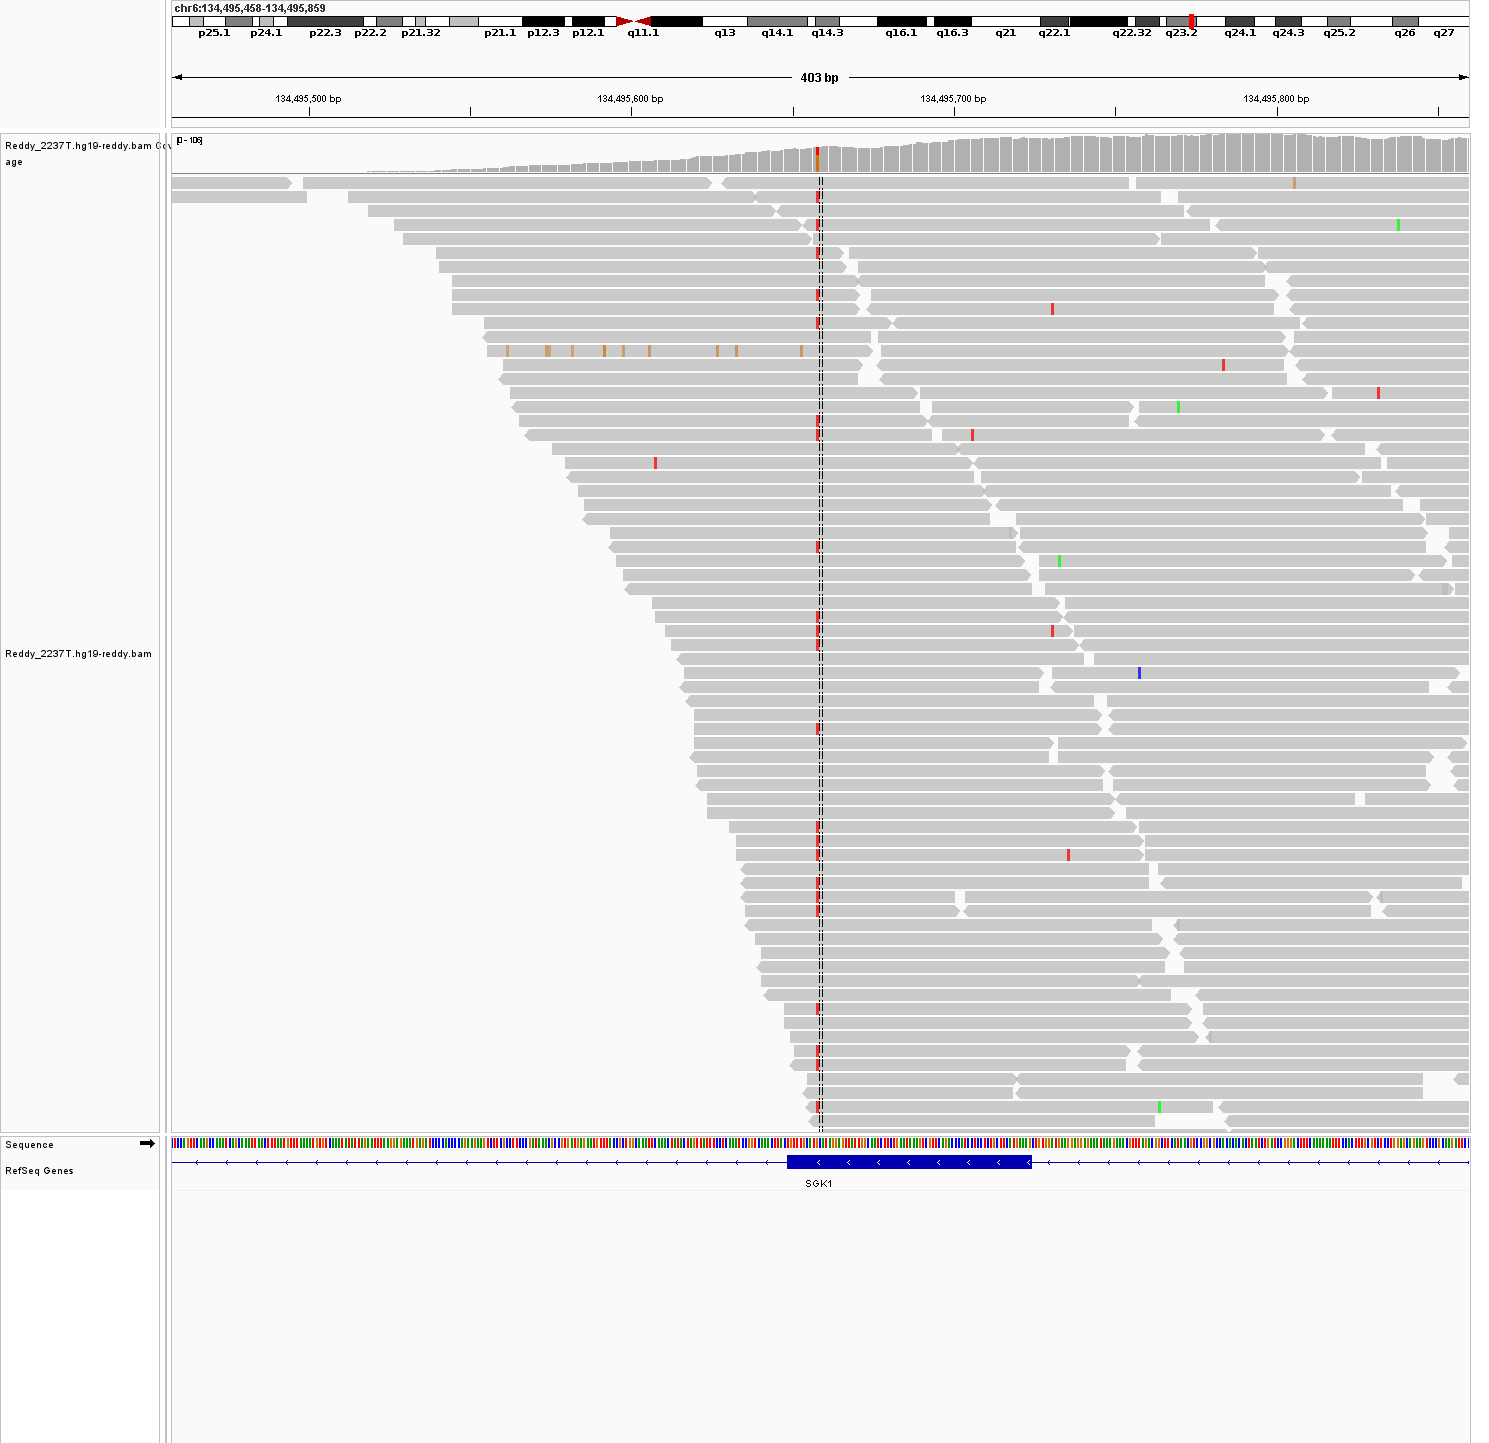 chr6:134,495,458-134,495,859
p25.1 p24.1 p22.3 p22.2 p21.32 p21.1 p12.3 p12.1 q11.1 q13 q14.1 q14.3 q16.1 q16.3 q21 q22.1 q22.32 q23.2 q24.1 q24.3 q25.2 q26 q27
403 bp
134,495,500 bp 134,495,600 bp 134,495,700 bp 134,495,800 bp
[0 - 106]
Reddy_2237T.hg19-reddy.bam Cov
age
Reddy_2237T.hg19-reddy.bam
Sequence
RefSeq Genes
SGK1